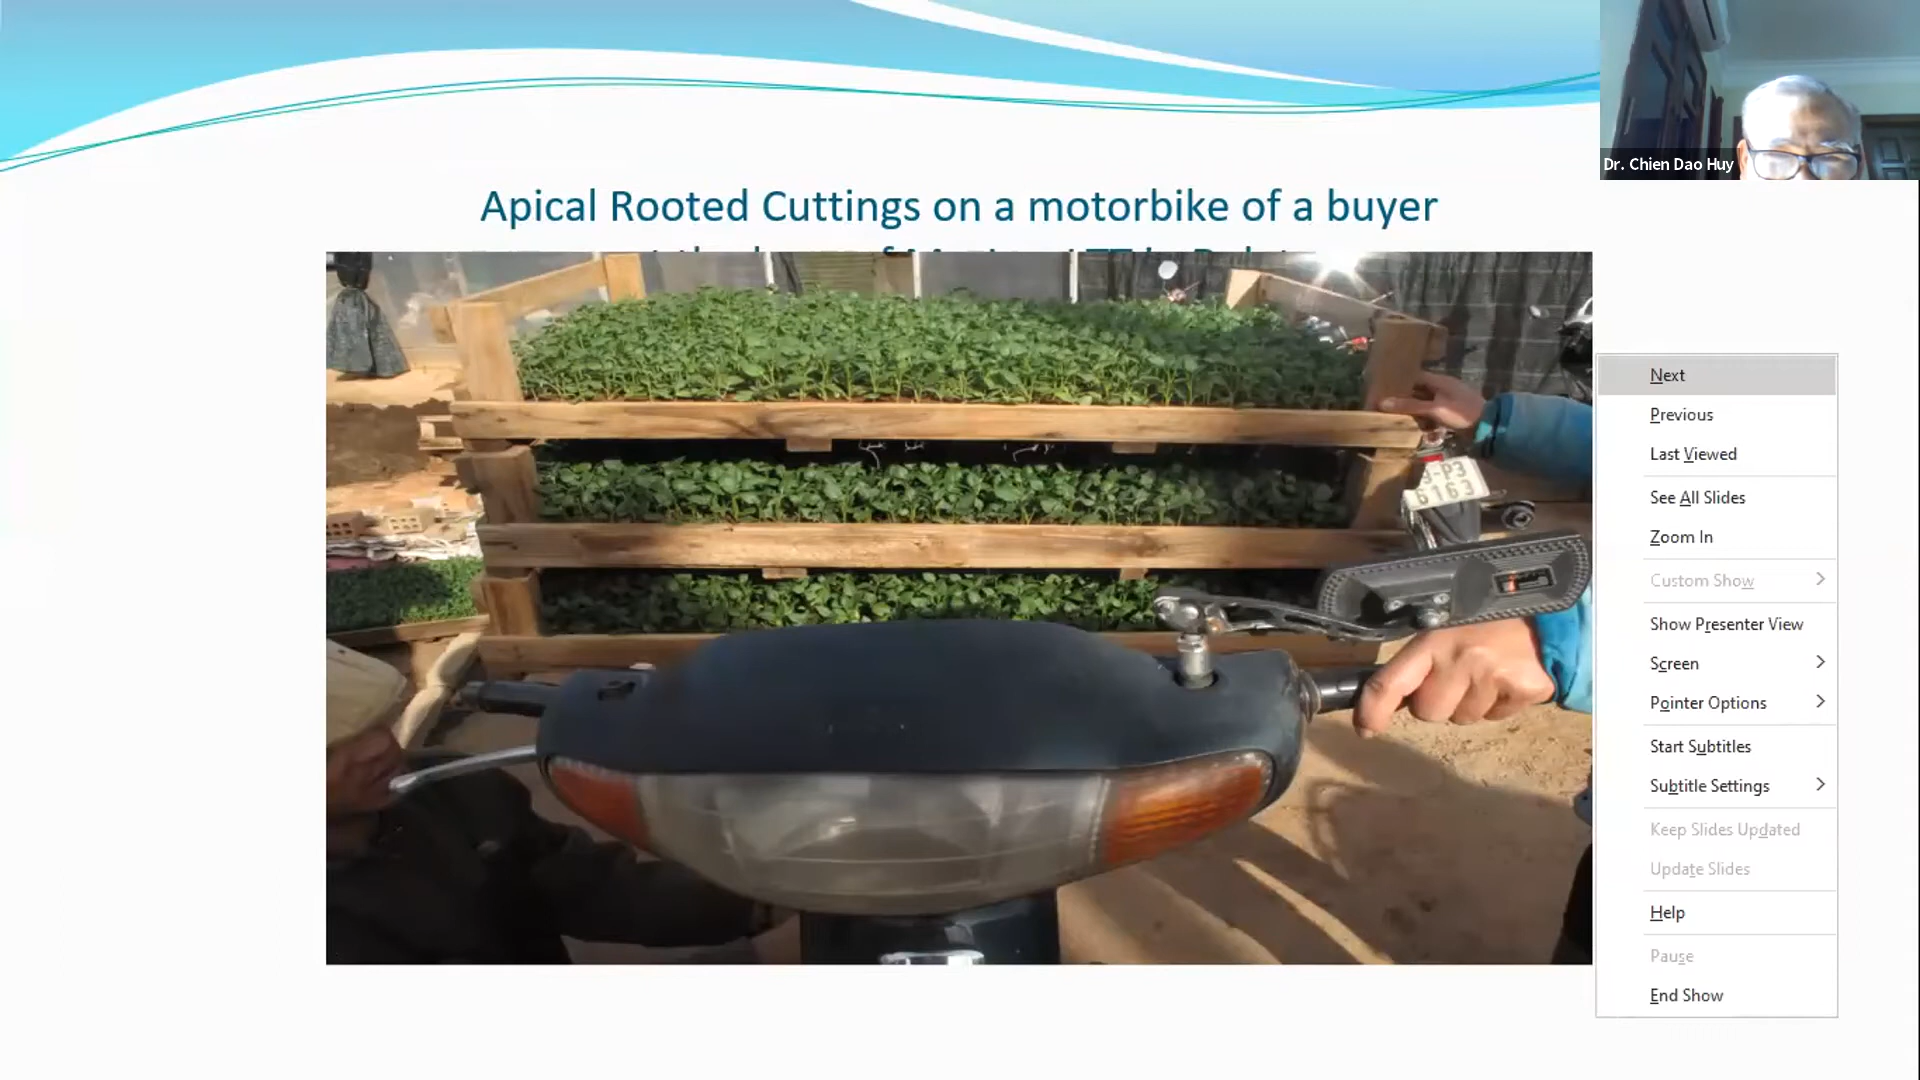 Apical Rooted Cuttings on a motorbike of a buyer
Dr. Chien Dao Huy
6163
Next
Previous
Last Viewed
See All Slides
Zoom In
Custom Show
Show Presenter View
Screen
Pointer Options
Start Subtitles
Subtitle Settings
Keep Slides Updated
Update Slides
Help
Pause
End Show